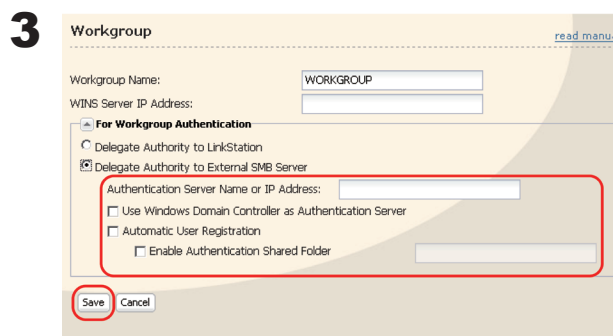 3
Workgroup
read manu
Workgroup Name: WORKGROUP
WINS Server IP Address:
For Workgroup Authentication
Delegate Authority to LinkStation
Delegate Authority to External SMB Server
Authentication Server Name or IP Address:
Use Windows Domain Controller as Authentication Server
Automatic User Registration
Enable Authentication Shared Folder
Save Cancel